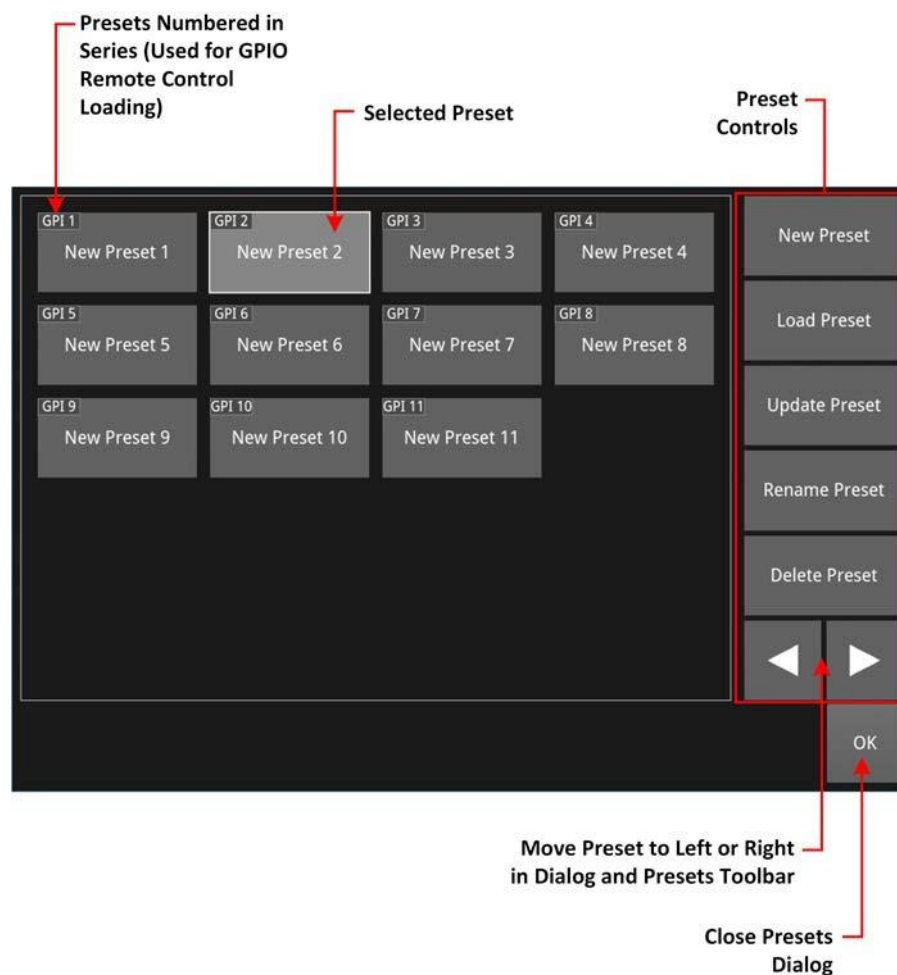 Presets Numbered in
Series (Used for GPIO
Remote Control
Loading)
Selected Preset
Preset
Controls
GPI 1
New Preset 1
GPI 2
New Preset 2
GPI 3
New Preset 3
GPI 4
New Preset 4
GPI 5
New Preset 5
GPI 6
New Preset 6
GPI 7
New Preset 7
GPI 8
New Preset 8
GPI 9
New Preset 9
GPI 10
New Preset 10
GPI 11
New Preset 11
New Preset
Load Preset
Update Preset
Rename Preset
Delete Preset
OK
Move Preset to Left or Right
in Dialog and Presets Toolbar
Close Presets
Dialog